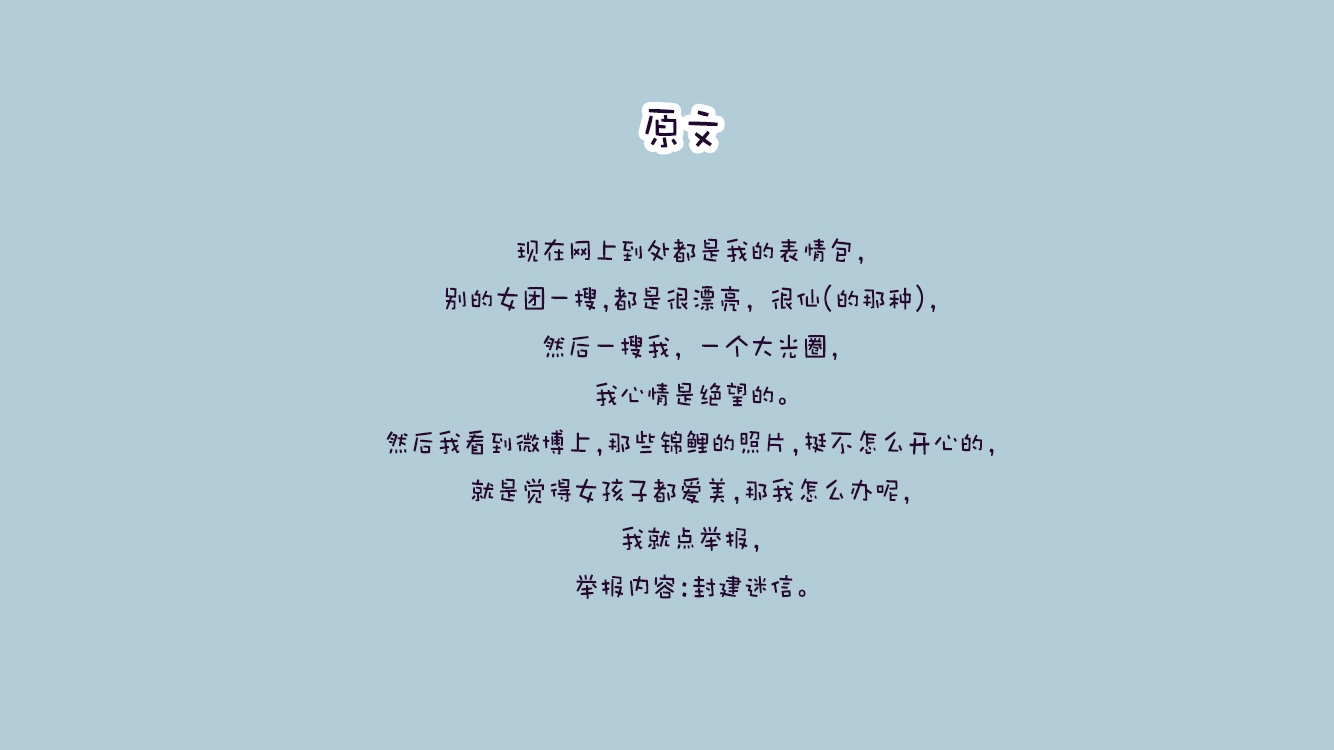 原文
现在网上到处都是我的表情包,
别的女团一搜,都是很漂亮，很仙(的那种),
然后一搜我，一个大光圈,
我心情是绝望的。
然后我看到微博上,那些锦鲤的照片,挺不怎么开心的,
就是觉得女孩子都爱美,那我怎么办呢,
我就点举报,
举报内容:封建迷信。